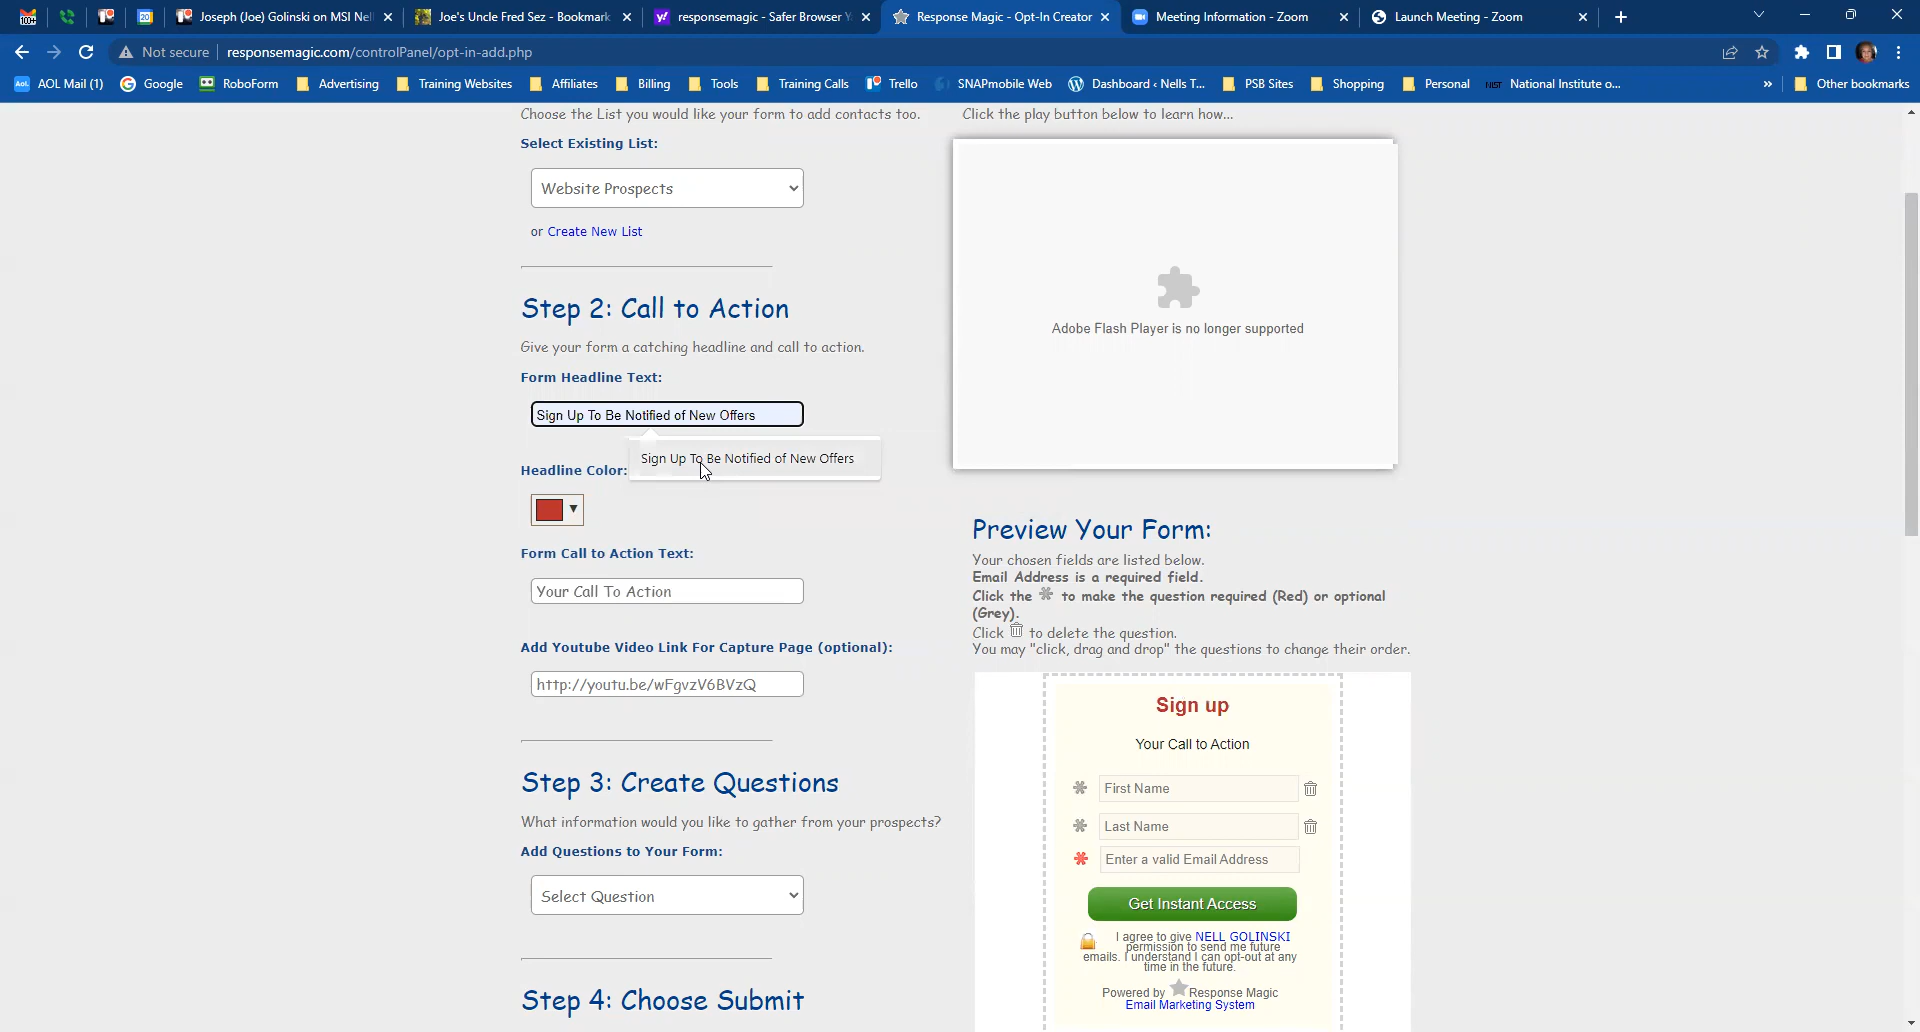 100+
20
Joseph (Joe) Golinski on MSI Nell
Joe's Uncle Fred Sez - Bookmark
responsemagic - Safer Browser Y
Response Magic - Opt-In Creator
Meeting Information - Zoom
Launch Meeting - Zoom
Not secure
responsemagic.com/controlPanel/opt-in-add.php
Aol. AOL Mail (1)
Google
RoboForm
Advertising
Training Websites
Affiliates
Billing
Tools
Training Calls
Trello
SNAPmobile Web
Dashboard ‹ Nells T...
PSB Sites
Shopping
Personal
NIST National Institute o...
»
Other bookmarks
Choose the List you would like your form to add contacts too.
Select Existing List:
Website Prospects
or Create New List
Step 2: Call to Action
Give your form a catching headline and call to action.
Form Headline Text:
Sign Up To Be Notified of New Offers
Sign Up To Be Notified of New Offers
Headline Color:
Form Call to Action Text:
Your Call To Action
Add Youtube Video Link For Capture Page (optional):
http://youtu.be/wFgvzV6BVzQ
Step 3: Create Questions
What information would you like to gather from your prospects?
Add Questions to Your Form:
Select Question
Step 4: Choose Submit
Click the play button below to learn how...
Adobe Flash Player is no longer supported
Preview Your Form:
Your chosen fields are listed below.
Email Address is a required field.
Click the * to make the question required (Red) or optional
(Grey).
Click to delete the question.
You may "click, drag and drop" the questions to change their order.
Sign up
Your Call to Action
* First Name
* Last Name
* Enter a valid Email Address
Get Instant Access
I agree to give NELL GOLINSKI
permission to send me future
emails. I understand I can opt-out at any
time in the future.
Powered by Response Magic
Email Marketing System